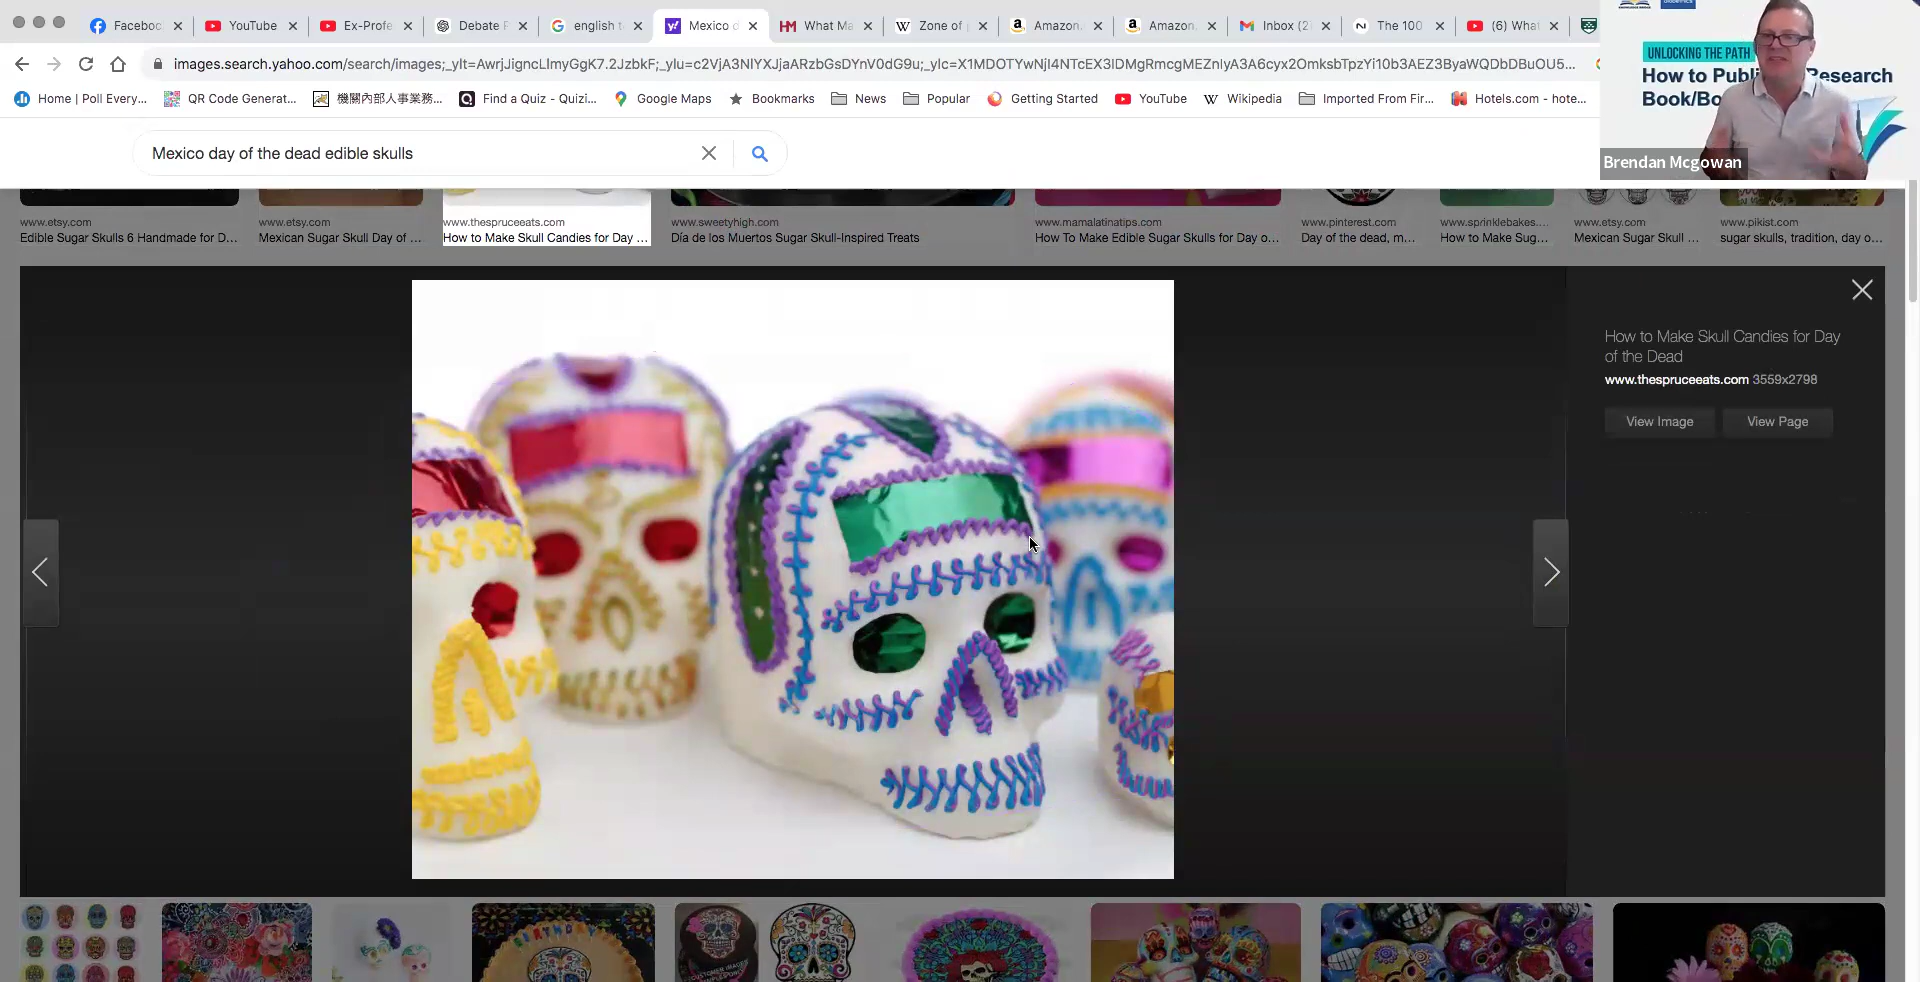 Faceboc
YouTube
Ex-Profe
Debate F
english t
Mexico d
What Ma
Zone of
Amazon.
Amazon.
Inbox (2
The 100
(6) What
images.search.yahoo.com/search/images;_ylt=AwrjJigncLImyGgK7.2JzbkF;_ylu=c2VjA3NlYXJjaARzbGsDYnV0dG9u;_ylc=X1MDOTYwNjI4NTcEX3IDMgRmcgMEZnIyA3A6cyx2OmksbTpzYi10b3AEZ3ByaWQDbDBuOU5...
Home | Poll Every...
QR Code Generat...
機關內部人事業務...
Find a Quiz - Quizi...
Google Maps
Bookmarks
News
Popular
Getting Started
YouTube
Wikipedia
Imported From Fir...
Hotels.com - hote...
UNLOCKING THE PATH
How to Publi Research
Book/Bo
Brendan Mcgowan
Mexico day of the dead edible skulls
www.etsy.com
Edible Sugar Skulls 6 Handmade for D...
www.etsy.com
Mexican Sugar Skull Day of ...
www.thespruceeats.com
How to Make Skull Candies for Day ...
www.sweetyhigh.com
Día de los Muertos Sugar Skull-Inspired Treats
www.mamalatinatips.com
How To Make Edible Sugar Skulls for Day o...
www.pinterest.com
Day of the dead, m...
www.sprinklebakes....
How to Make Sug...
www.etsy.com
Mexican Sugar Skull ...
www.pikist.com
sugar skulls, tradition, day o...
How to Make Skull Candies for Day
of the Dead
www.thespruceeats.com 3559x2798
View Image
View Page
BIRTHDAY